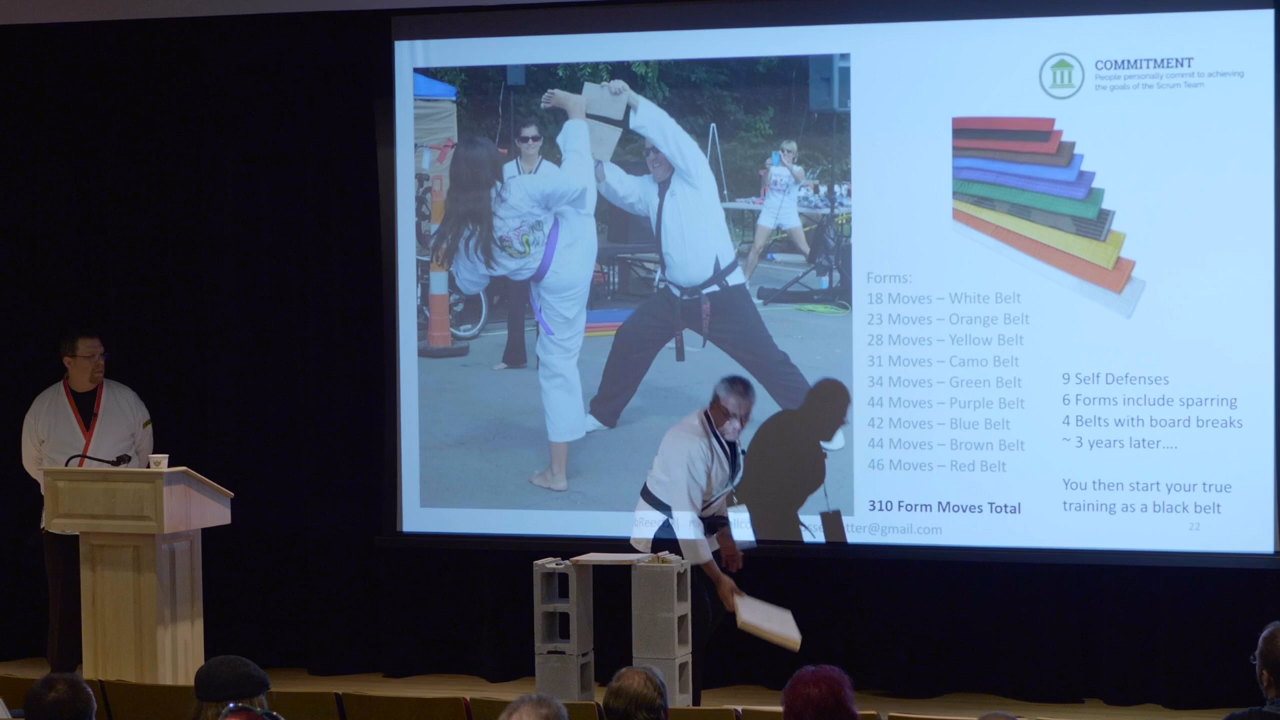 COMMITMENT
People personally commit to achieving
the goals of the Scrum Team
Forms:
18 Moves – White Belt
23 Moves – Orange Belt
28 Moves – Yellow Belt
31 Moves – Camo Belt
34 Moves – Green Belt
44 Moves – Purple Belt
42 Moves – Blue Belt
44 Moves – Brown Belt
46 Moves – Red Belt
310 Form Moves Total
9 Self Defenses
6 Forms include sparring
4 Belts with board breaks
~ 3 years later....
You then start your true
training as a black belt
22